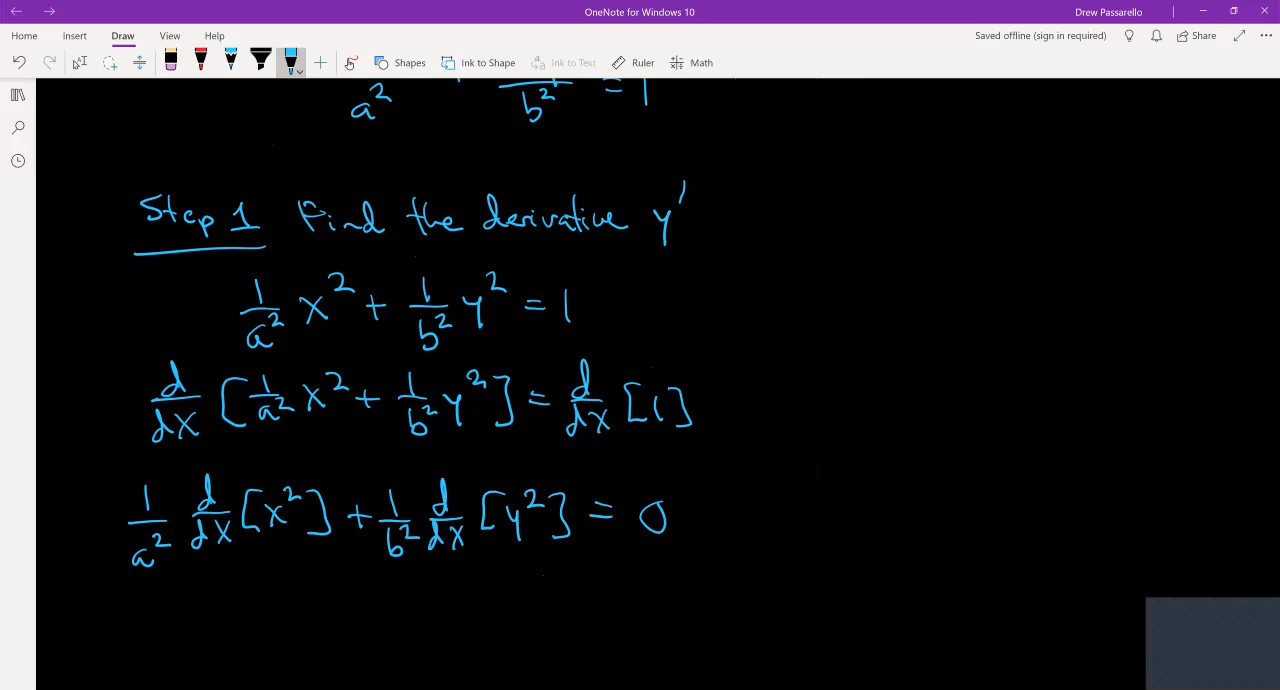 OneNote for Windows 10
Drew Passarello
Home Insert Draw View Help
Saved offline (sign in required) Share
Shapes Ink to Shape Ink to Text Ruler Math
a² b² = 1
Step 1 Find the derivative y'
1/a² x² + 1/b² y² = 1
d/dx [1/a² x² + 1/b² y²] = d/dx [1]
1/a² d/dx [x²] + 1/b² d/dx [y²] = 0